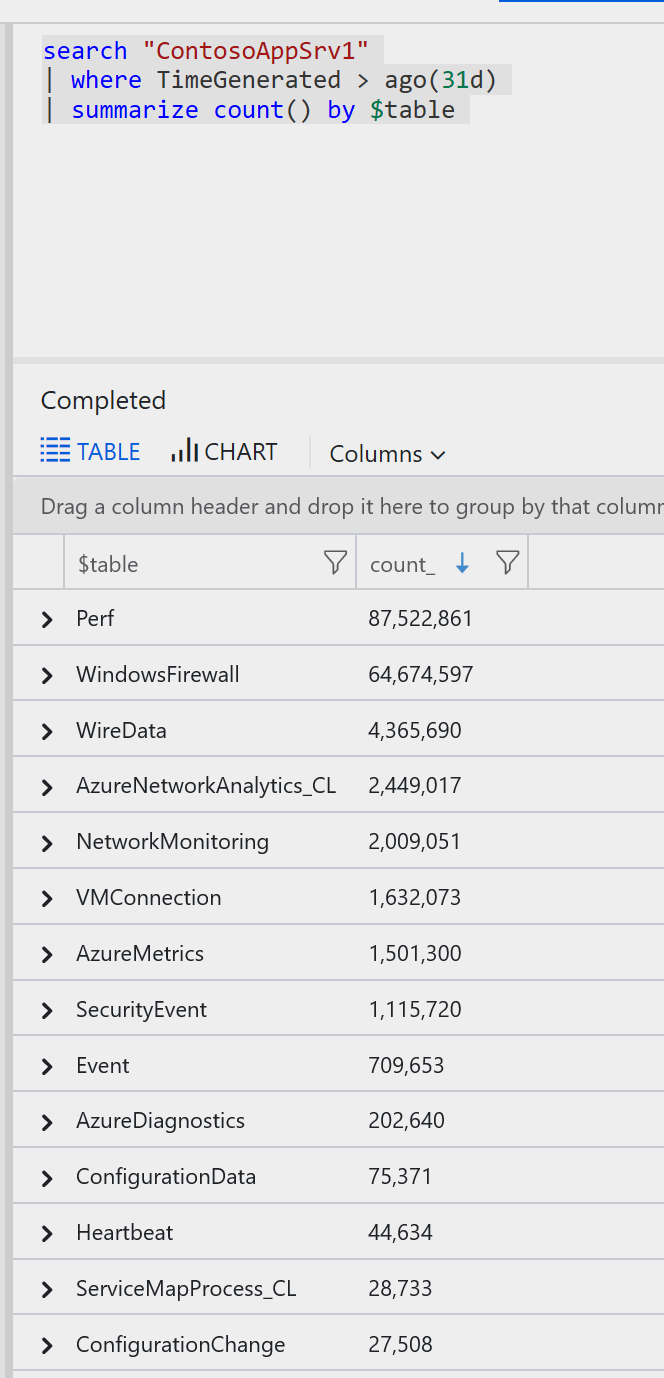 search "ContosoAppSrv1"
| where TimeGenerated > ago(31d)
| summarize count() by $table
Completed
TABLE CHART Columns
Drag a column header and drop it here to group by that column
$table count_
Perf 87,522,861
WindowsFirewall 64,674,597
WireData 4,365,690
AzureNetworkAnalytics_CL 2,449,017
NetworkMonitoring 2,009,051
VMConnection 1,632,073
AzureMetrics 1,501,300
SecurityEvent 1,115,720
Event 709,653
AzureDiagnostics 202,640
ConfigurationData 75,371
Heartbeat 44,634
ServiceMapProcess_CL 28,733
ConfigurationChange 27,508